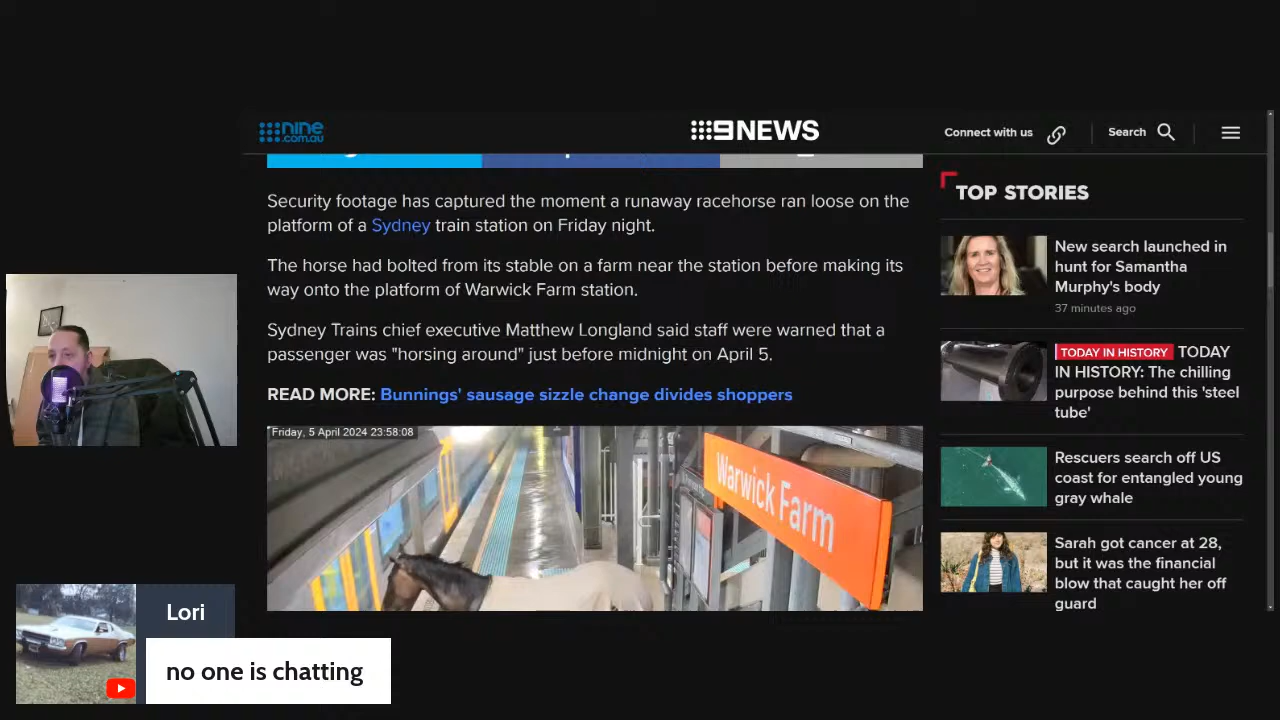 nine
.com.au
9NEWS
Connect with us
Search
Security footage has captured the moment a runaway racehorse ran loose on the
platform of a Sydney train station on Friday night.
The horse had bolted from its stable on a farm near the station before making its
way onto the platform of Warwick Farm station.
Sydney Trains chief executive Matthew Longland said staff were warned that a
passenger was "horsing around" just before midnight on April 5.
READ MORE: Bunnings' sausage sizzle change divides shoppers
Friday, 5 April 2024 23:58:08
Warwick Farm
TOP STORIES
New search launched in
hunt for Samantha
Murphy's body
37 minutes ago
TODAY IN HISTORY TODAY
IN HISTORY: The chilling
purpose behind this 'steel
tube'
Rescuers search off US
coast for entangled young
gray whale
Sarah got cancer at 28,
but it was the financial
blow that caught her off
guard
Lori
no one is chatting